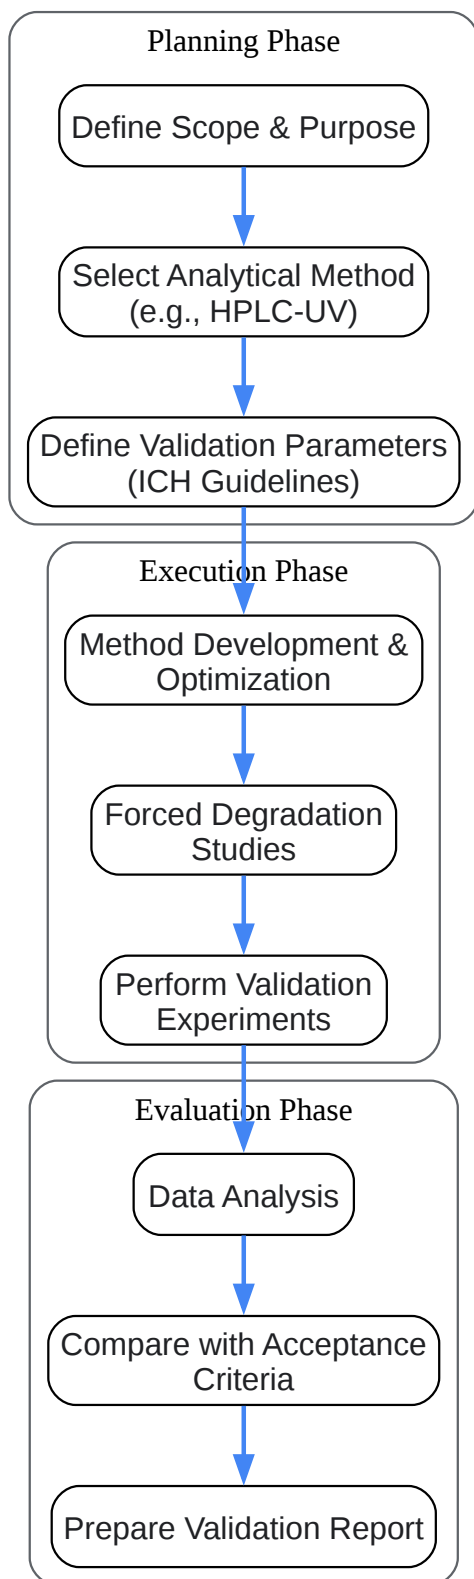 Planning Phase
Define Scope & Purpose
Select Analytical Method
(e.g., HPLC-UV)
Define Validation Parameters
(ICH Guidelines)
Execution Phase
Method Development &
Optimization
Forced Degradation
Studies
Perform Validation
Experiments
Evaluation Phase
Data Analysis
Compare with Acceptance
Criteria
Prepare Validation Report